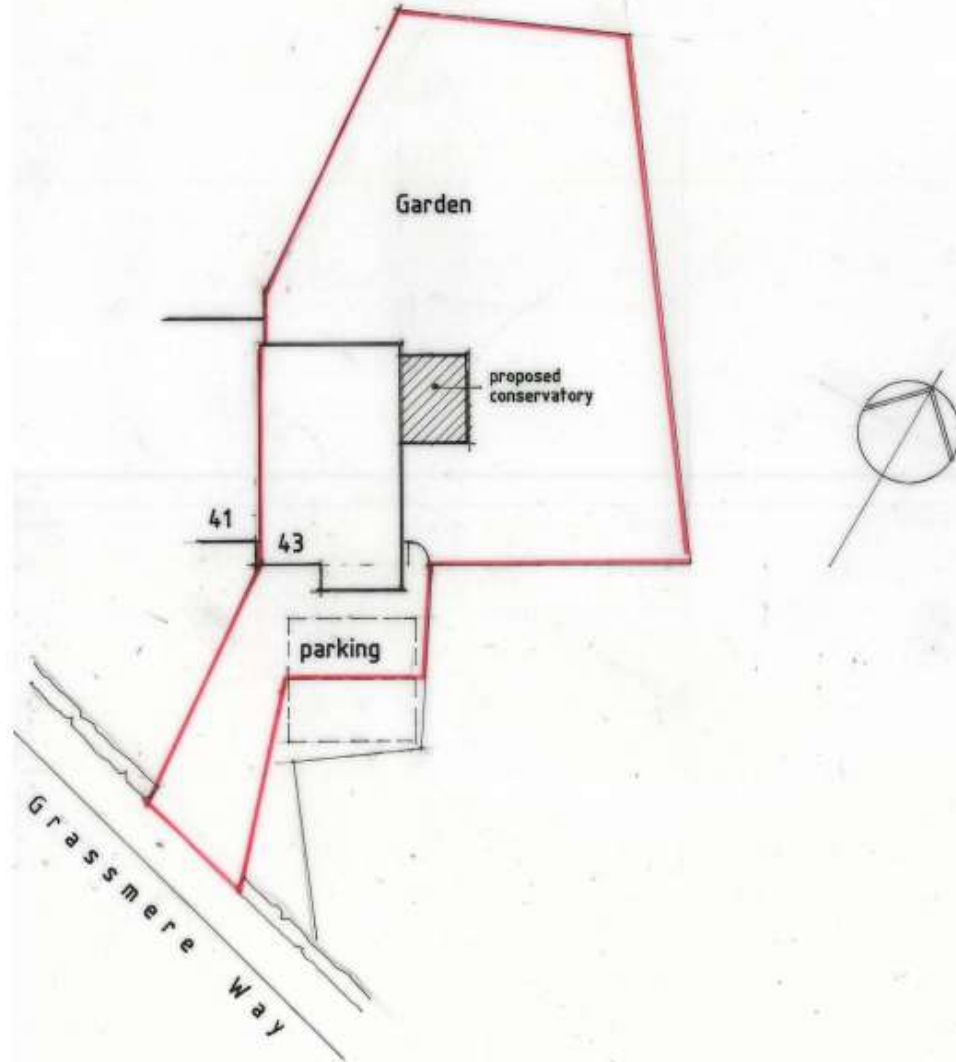 Garden
proposed
conservatory
41
43
parking
Grassmere Way